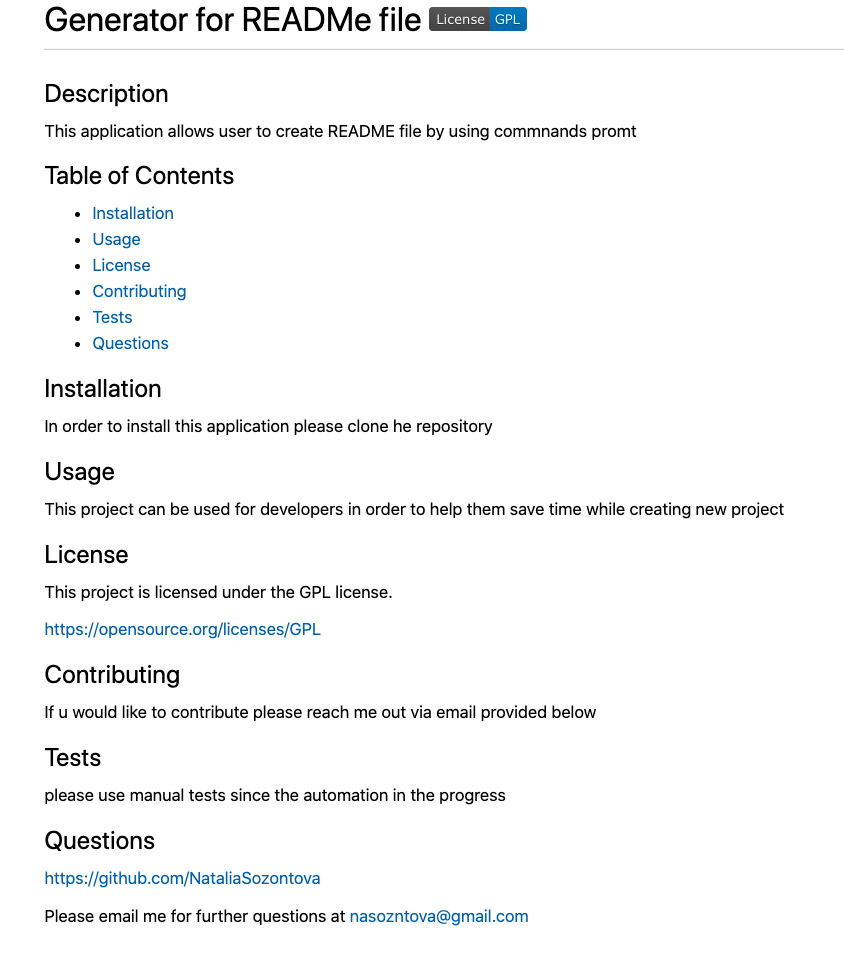 Generator for READMe file License GPL
Description
This application allows user to create README file by using commnands promt
Table of Contents
Installation
Usage
License
Contributing
Tests
Questions
Installation
In order to install this application please clone he repository
Usage
This project can be used for developers in order to help them save time while creating new project
License
This project is licensed under the GPL license.
https://opensource.org/licenses/GPL
Contributing
If u would like to contribute please reach me out via email provided below
Tests
please use manual tests since the automation in the progress
Questions
https://github.com/NataliaSozontova
Please email me for further questions at nasozntova@gmail.com